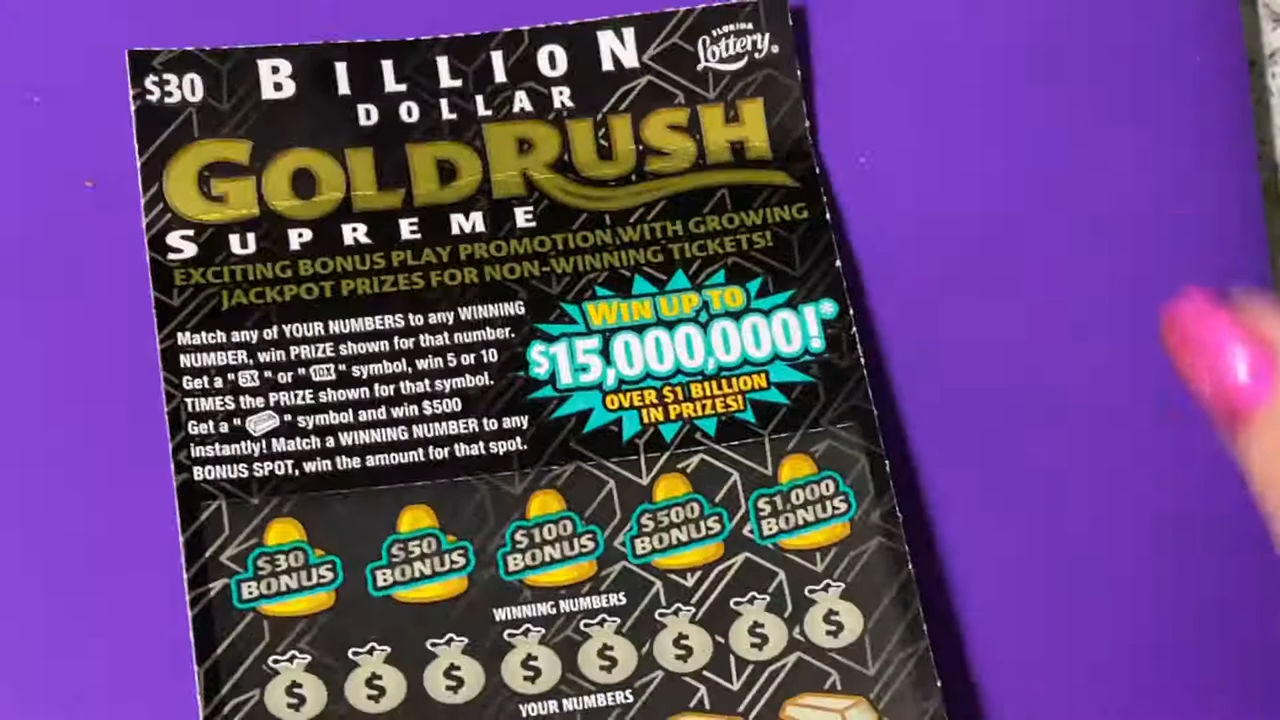 $30
BILLION
FLORIDA
Lottery®
DOLLAR
GOLDRUSH
SUPREME
EXCITING BONUS PLAY PROMOTION WITH GROWING
JACKPOT PRIZES FOR NON-WINNING TICKETS!
Match any of YOUR NUMBERS to any WINNING
NUMBER, win PRIZE shown for that number.
Get a "5X" or "10X" symbol, win 5 or 10
TIMES the PRIZE shown for that symbol.
Get a " " symbol and win $500
instantly! Match a WINNING NUMBER to any
BONUS SPOT, win the amount for that spot.
WIN UP TO
$15,000,000!*
OVER $1 BILLION
IN PRIZES!
$30
BONUS
$50
BONUS
$100
BONUS
$500
BONUS
$1,000
BONUS
WINNING NUMBERS
$ $ $ $ $ $ $ $
YOUR NUMBERS